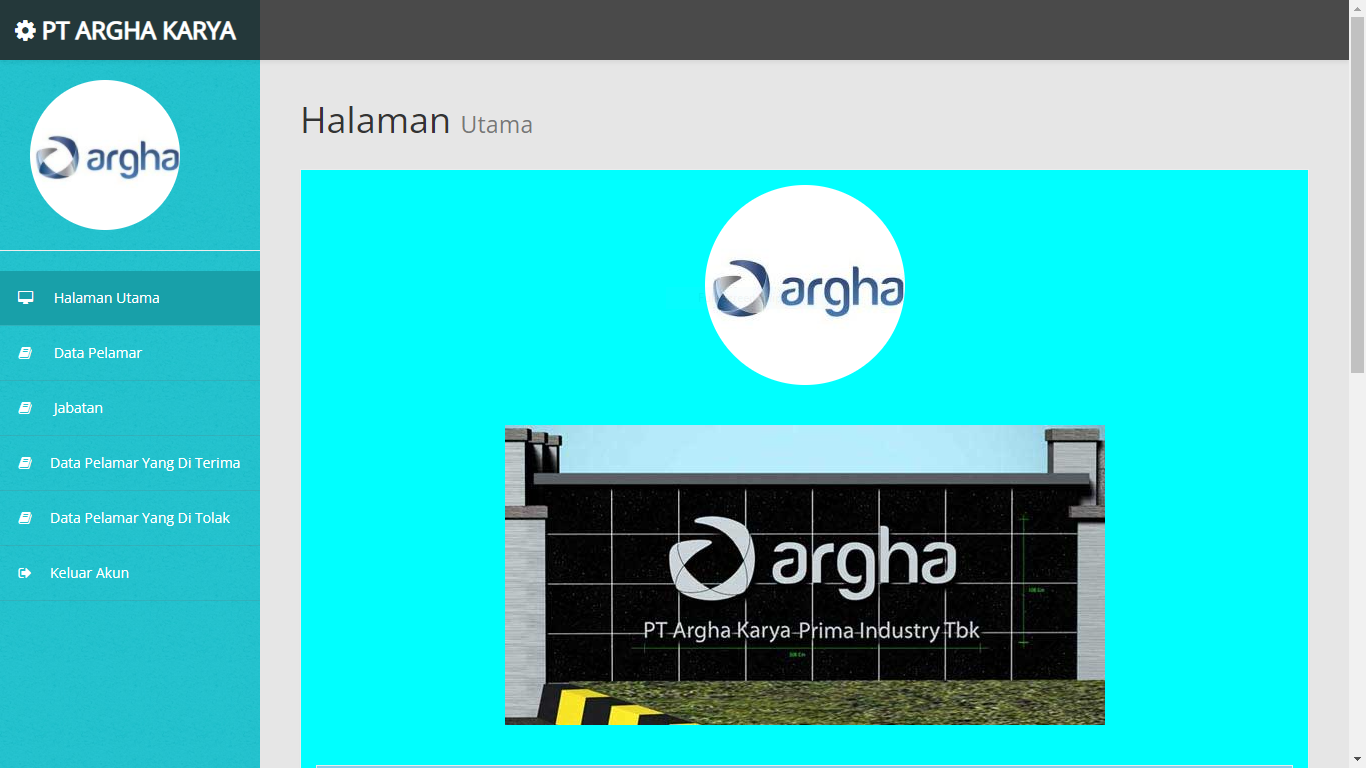 PT ARGHA KARYA
argha
Halaman Utama
Data Pelamar
Jabatan
Data Pelamar Yang Di Terima
Data Pelamar Yang Di Tolak
Keluar Akun
Halaman Utama
argha
argha
PT Argha Karya Prima Industry Tbk